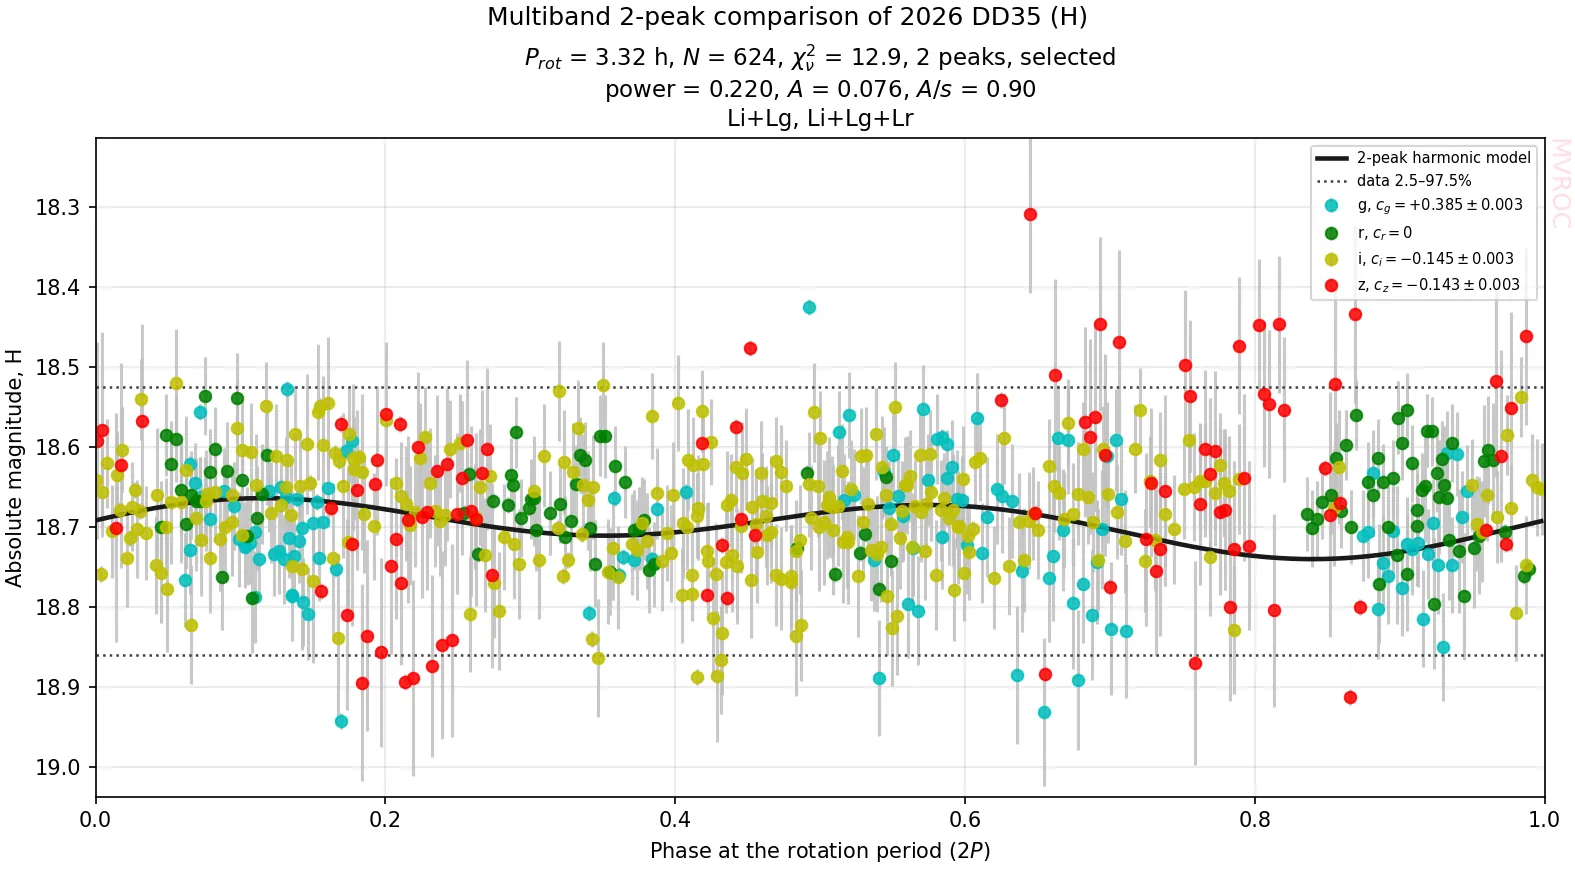 Multiband 2-peak comparison of 2026 DD35 (H)
P_rot = 3.32 h, N = 624, χ²_ν = 12.9, 2 peaks, selected
power = 0.220, A = 0.076, A/s = 0.90
Li+Lg, Li+Lg+Lr
2-peak harmonic model
data 2.5–97.5%
g, c_g = +0.385 ± 0.003
r, c_r = 0
i, c_i = −0.145 ± 0.003
z, c_z = −0.143 ± 0.003
MVROC
Absolute magnitude, H
18.3
18.4
18.5
18.6
18.7
18.8
18.9
19.0
0.0 0.2 0.4 0.6 0.8 1.0
Phase at the rotation period (2P)